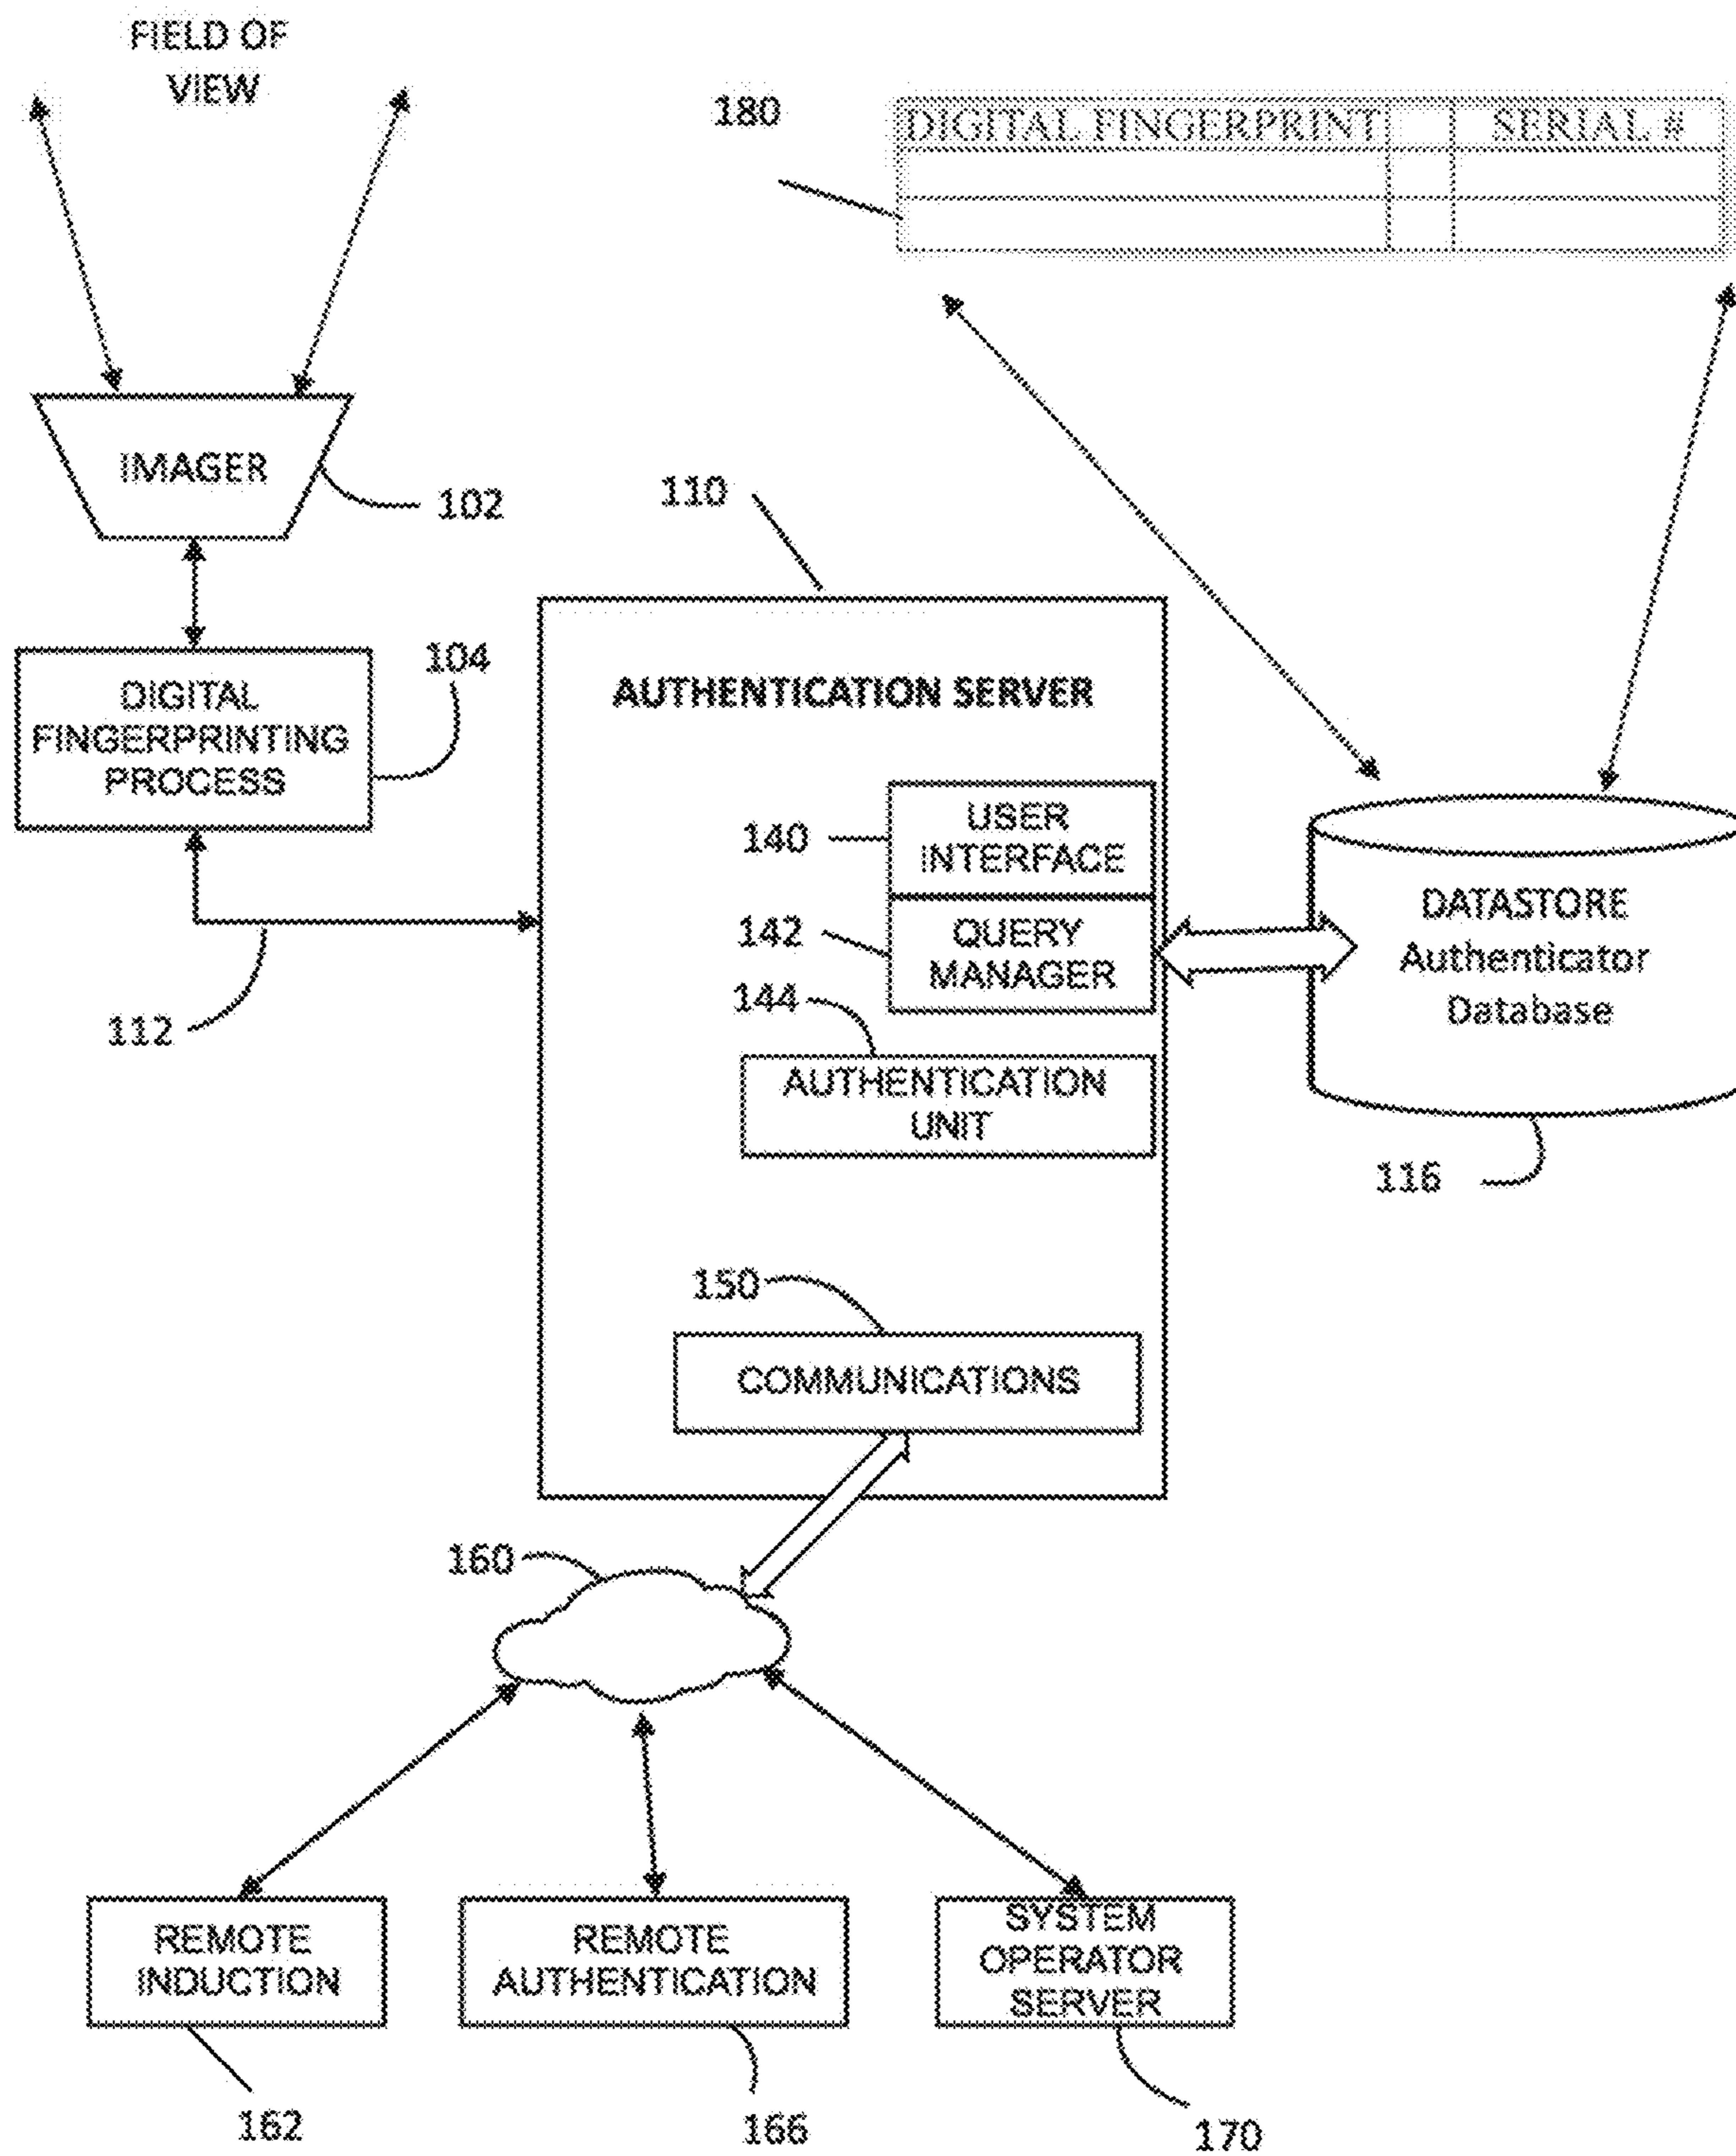 FIELD OF
VIEW
180
DIGITAL FINGERPRINT
SERIAL #
IMAGER
102
110
104
DIGITAL
FINGERPRINTING
PROCESS
112
AUTHENTICATION SERVER
140
USER
INTERFACE
142
QUERY
MANAGER
144
AUTHENTICATION
UNIT
DATASTORE
Authenticator
Database
116
150
COMMUNICATIONS
160
REMOTE
INDUCTION
REMOTE
AUTHENTICATION
SYSTEM
OPERATOR
SERVER
162
166
170